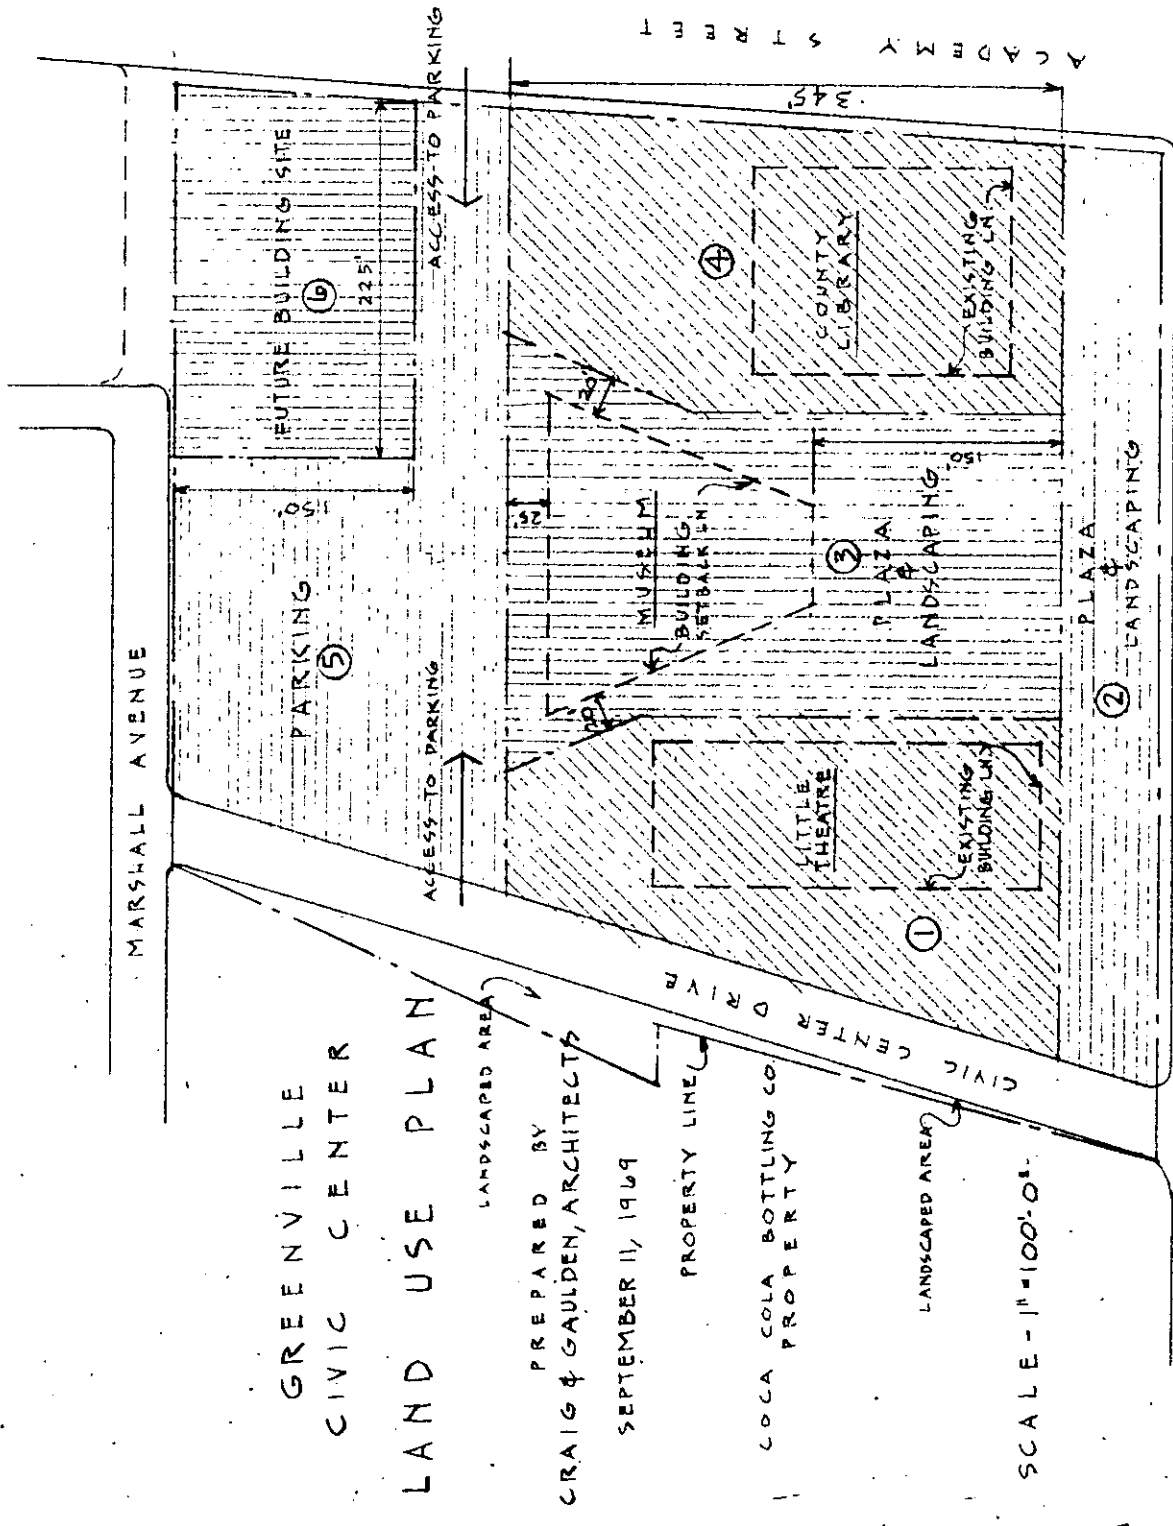 GREENVILLE
CIVIC CENTER
LAND USE PLAN
PREPARED BY
CRAIG & GAULDEN, ARCHITECTS
SEPTEMBER 11, 1969
MARSHALL AVENUE
LANDSCAPED AREA
PROPERTY LINE
COCA COLA BOTTLING CO.
PROPERTY
LANDSCAPED AREA
SCALE - 1" = 100'-0"
CIVIC CENTER DRIVE
ACADEMY STREET
PARKING
5
150'
FUTURE BUILDING SITE
6
225'
ACCESS TO PARKING
ACCESS TO PARKING
345'
25'
20'
20'
MUSEUM
BUILDING
SETBACK LN
3
PLAZA
&
LANDSCAPING
150'
LITTLE
THEATRE
EXISTING
BUILDING LN.
1
4
COUNTY
LIBRARY
EXISTING
BUILDING LN
PLAZA
&
LANDSCAPING
2